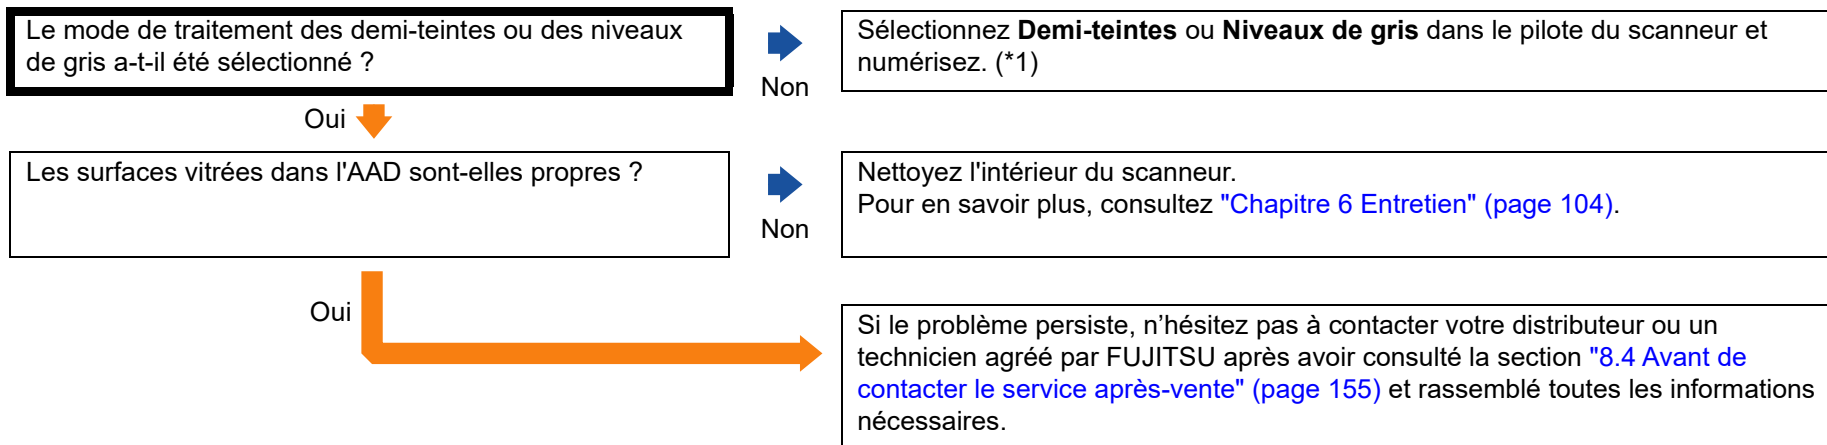 Le mode de traitement des demi-teintes ou des niveaux
de gris a-t-il été sélectionné ?
Non
Sélectionnez Demi-teintes ou Niveaux de gris dans le pilote du scanneur et
numérisez. (*1)
Oui
Les surfaces vitrées dans l'AAD sont-elles propres ?
Non
Nettoyez l'intérieur du scanneur.
Pour en savoir plus, consultez "Chapitre 6 Entretien" (page 104).
Oui
Si le problème persiste, n’hésitez pas à contacter votre distributeur ou un
technicien agréé par FUJITSU après avoir consulté la section "8.4 Avant de
contacter le service après-vente" (page 155) et rassemblé toutes les informations
nécessaires.